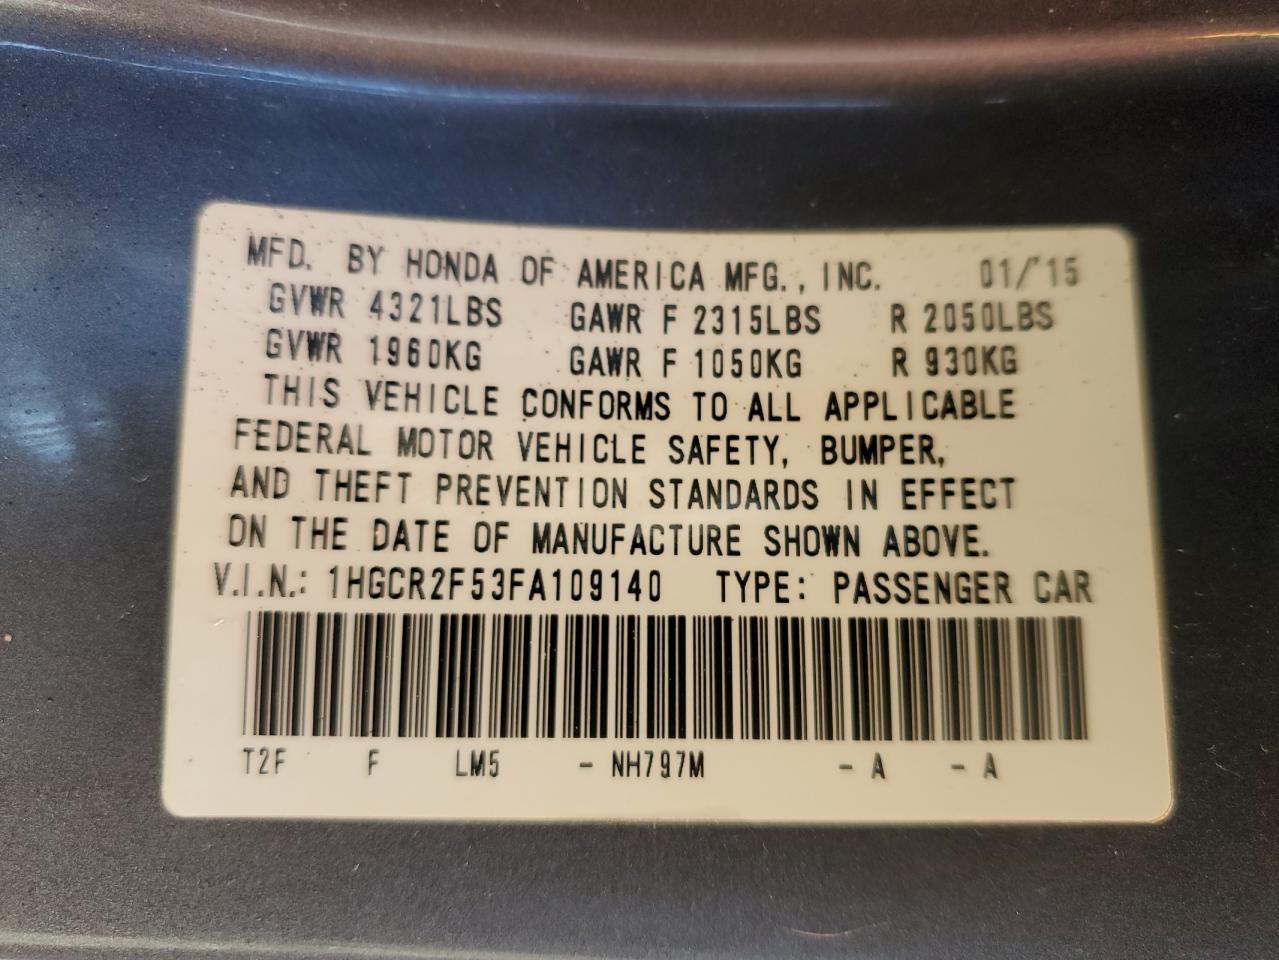 MFD. BY HONDA OF AMERICA MFG., INC. 01/'15
GVWR 4321LBS GAWR F 2315LBS R 2050LBS
GVWR 1960KG GAWR F 1050KG R 930KG
THIS VEHICLE CONFORMS TO ALL APPLICABLE
FEDERAL MOTOR VEHICLE SAFETY, BUMPER,
AND THEFT PREVENTION STANDARDS IN EFFECT
ON THE DATE OF MANUFACTURE SHOWN ABOVE.
V.I.N.: 1HGCR2F53FA109140 TYPE: PASSENGER CAR
T2F F LM5 - NH797M - A - A